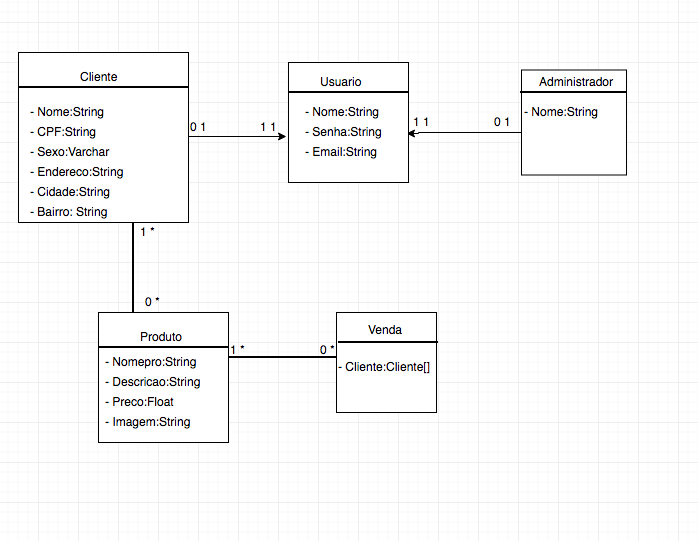 Cliente
- Nome:String
- CPF:String
- Sexo:Varchar
- Endereco:String
- Cidade:String
- Bairro: String
0 1
1 1
Usuario
- Nome:String
- Senha:String
- Email:String
1 1
0 1
Administrador
- Nome:String
1 *
0 *
Produto
- Nomepro:String
- Descricao:String
- Preco:Float
- Imagem:String
1 *
0 *
Venda
- Cliente:Cliente[]